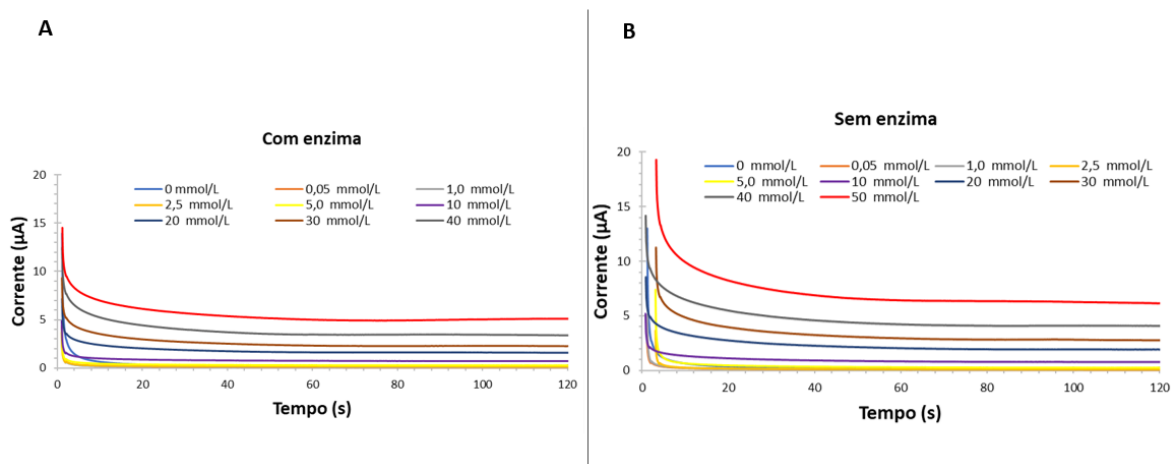 A
Com enzima
0 mmol/L 0,05 mmol/L 1,0 mmol/L
2,5 mmol/L 5,0 mmol/L 10 mmol/L
20 mmol/L 30 mmol/L 40 mmol/L
Corrente (µA)
20
15
10
5
0
0 20 40 60 80 100 120
Tempo (s)
B
Sem enzima
0 mmol/L 0,05 mmol/L 1,0 mmol/L 2,5 mmol/L
5,0 mmol/L 10 mmol/L 20 mmol/L 30 mmol/L
40 mmol/L 50 mmol/L
Corrente (µA)
20
15
10
5
0
0 20 40 60 80 100 120
Tempo (s)